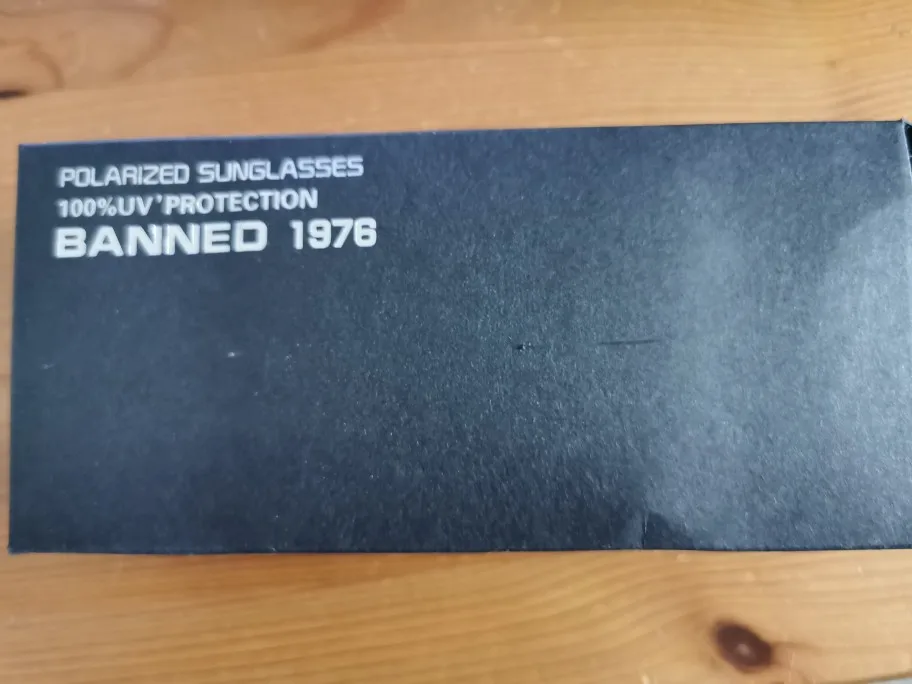 POLARIZED SUNGLASSES
100%UV'PROTECTION
BANNED 1976